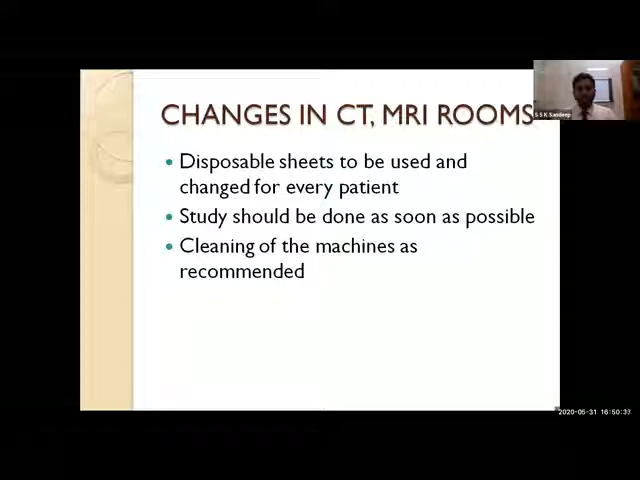 CHANGES IN CT, MRI ROOMS
S S K Sandeep
• Disposable sheets to be used and
changed for every patient
• Study should be done as soon as possible
• Cleaning of the machines as
recommended
2020-05-31 16:50:37